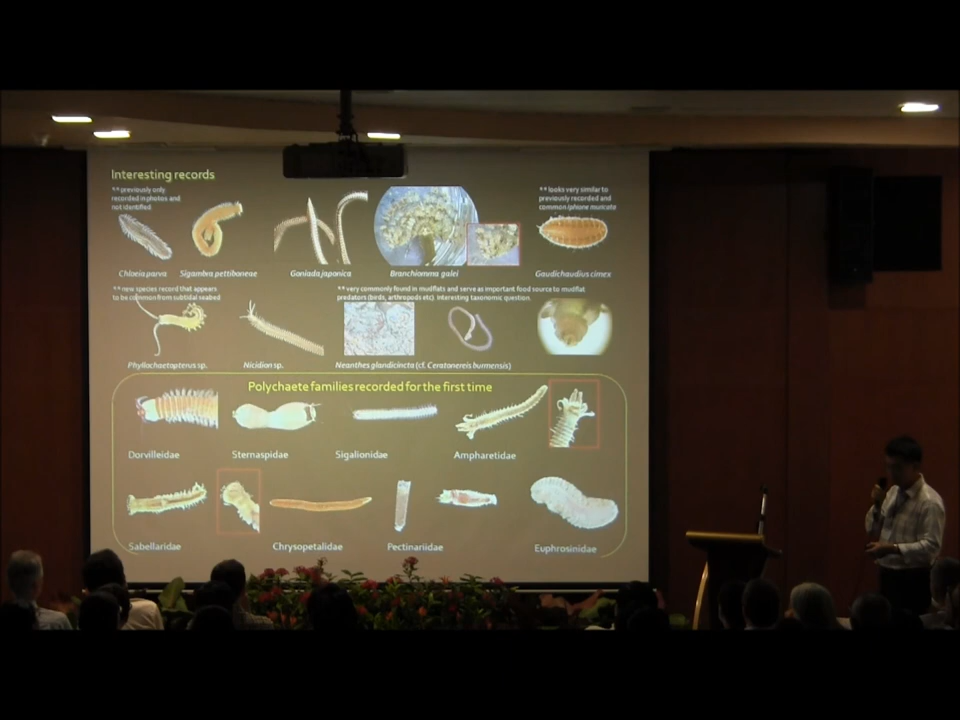 Interesting records
** previously only
recorded in photos and
not identified
** looks very similar to
previously recorded and
common Iphione muricata
Chloeia parva
Sigambra pettiboneae
Goniada japonica
Branchiomma galei
Gaudichaudius cimex
** new species record that appears
to be common from subtidal seabed
** very commonly found in mudflats and serve as important food source to mudflat
predators (birds, arthropods etc). Interesting taxonomic question.
Phyllochaetopterus sp.
Nicidion sp.
Neanthes glandicincta (cf. Ceratonereis burmensis)
Polychaete families recorded for the first time
Dorvilleidae
Sternaspidae
Sigalionidae
Ampharetidae
Sabellaridae
Chrysopetalidae
Pectinariidae
Euphrosinidae